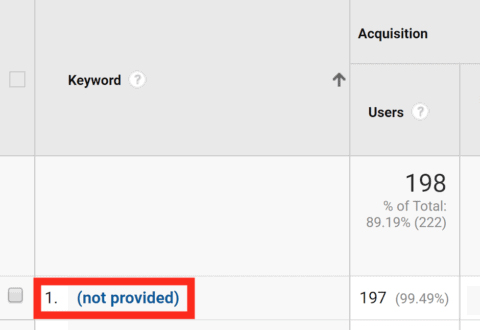 Acquisition
Keyword ?
Users ?
198
% of Total:
89.19% (222)
1. (not provided)
197 (99.49%)